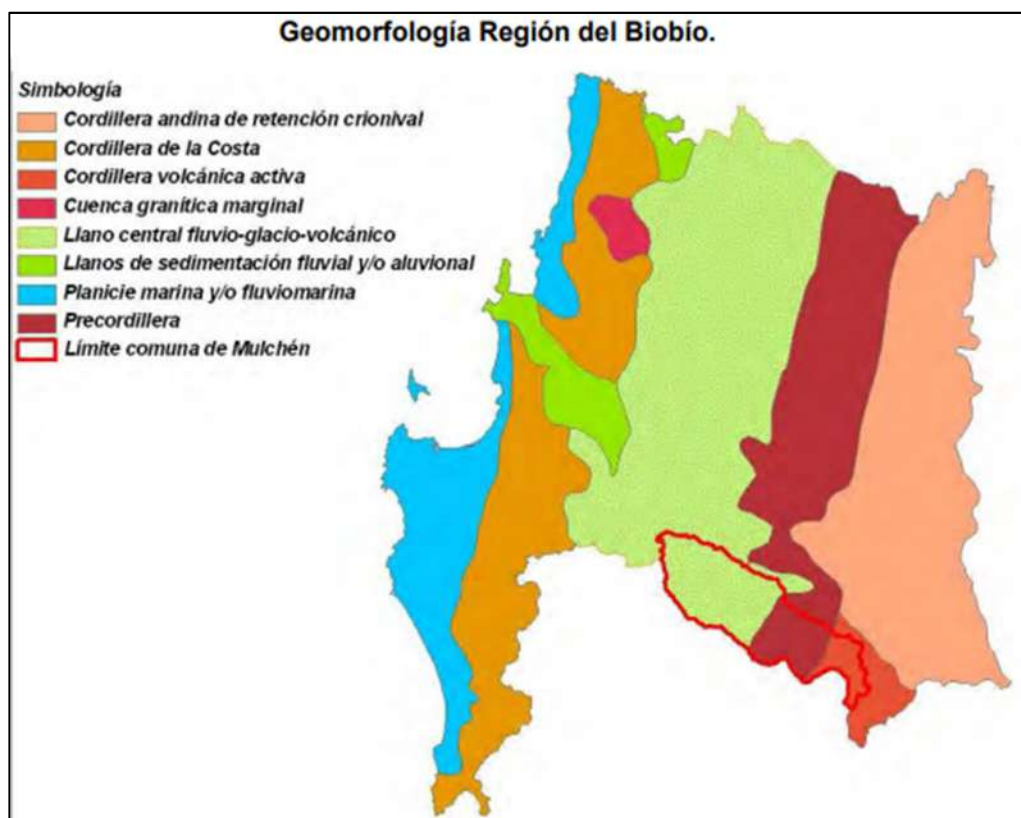 Geomorfología Región del Biobío.
Simbología
Cordillera andina de retención crionival
Cordillera de la Costa
Cordillera volcánica activa
Cuenca granítica marginal
Llano central fluvio-glacio-volcánico
Llanos de sedimentación fluvial y/o aluvional
Planicie marina y/o fluviomarina
Precordillera
Límite comuna de Mulchén